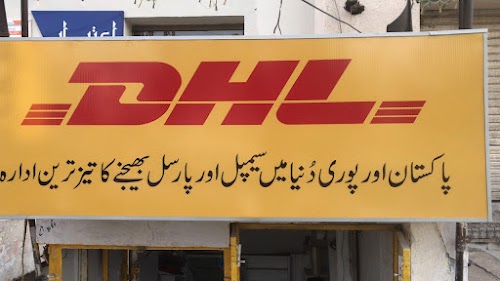 DHL
پاکستان اور پوری دُنیا میں سیمپل اور پارسل بھیجنے کا تیز ترین ادارہ